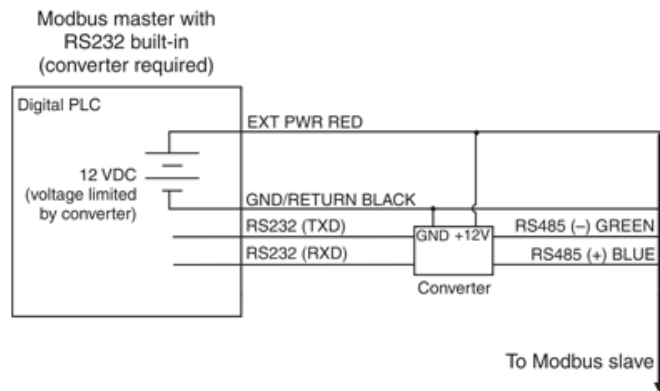 Modbus master with
RS232 built-in
(converter required)
Digital PLC
EXT PWR RED
12 VDC
(voltage limited
by converter)
GND/RETURN BLACK
RS232 (TXD)
GND +12V
RS485 (–) GREEN
RS232 (RXD)
RS485 (+) BLUE
Converter
To Modbus slave